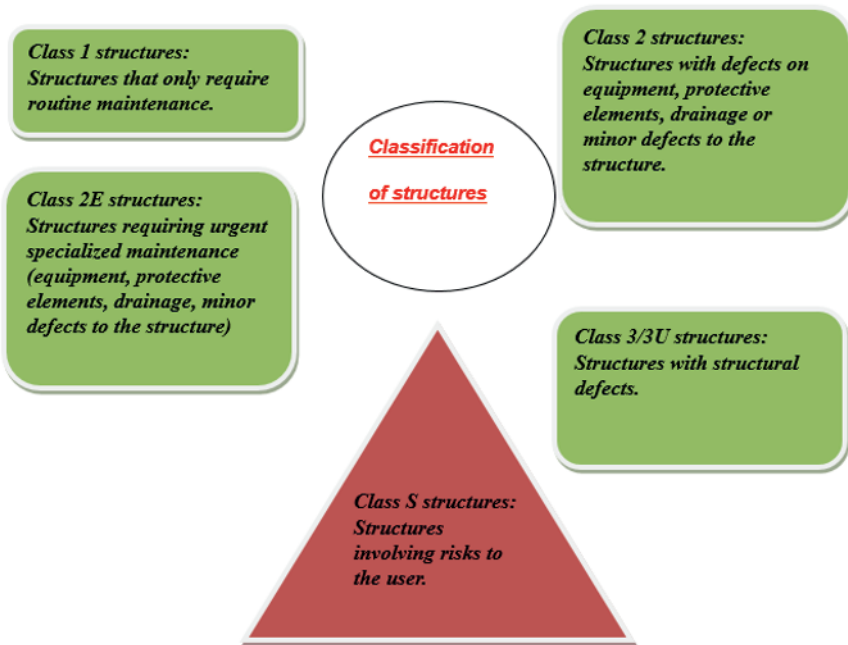 Class 1 structures:
Structures that only require
routine maintenance.
Class 2 structures:
Structures with defects on
equipment, protective
elements, drainage or
minor defects to the
structure.
Classification
of structures
Class 2E structures:
Structures requiring urgent
specialized maintenance
(equipment, protective
elements, drainage, minor
defects to the structure)
Class 3/3U structures:
Structures with structural
defects.
Class S structures:
Structures
involving risks to
the user.